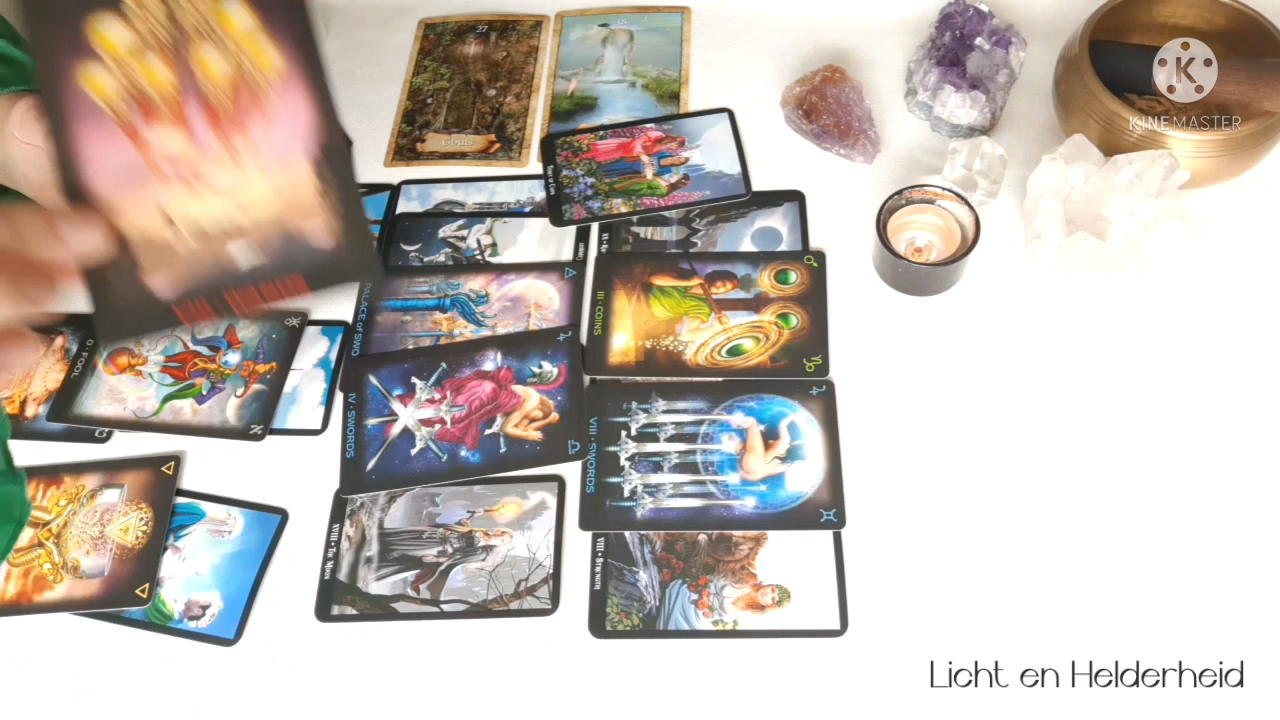 27
KINEMASTER
III • COINS
0 FOOL
PALACE of SWO
IV • SWORDS
VIII • SWORDS
XVIII • The Moon
VIII • Strength
Licht en Helderheid